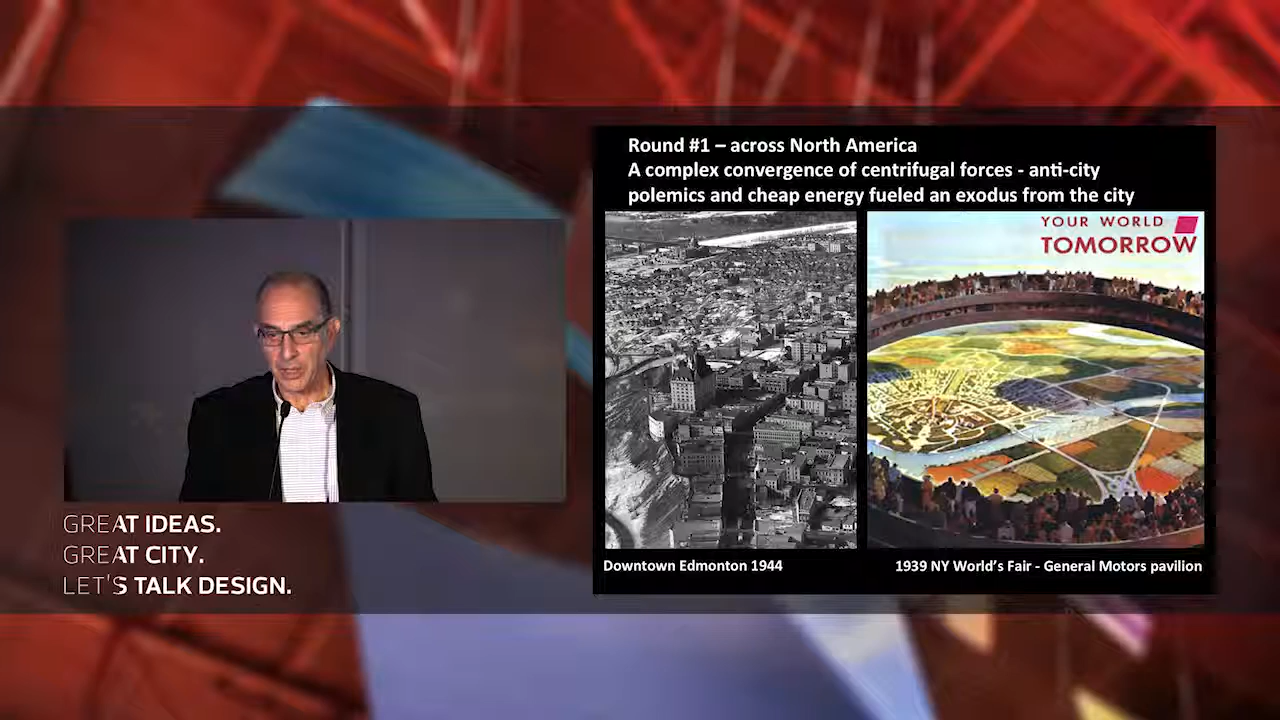 Round #1 – across North America
A complex convergence of centrifugal forces - anti-city
polemics and cheap energy fueled an exodus from the city
YOUR WORLD
TOMORROW
Downtown Edmonton 1944
1939 NY World's Fair - General Motors pavilion
GREAT IDEAS.
GREAT CITY.
LET'S TALK DESIGN.